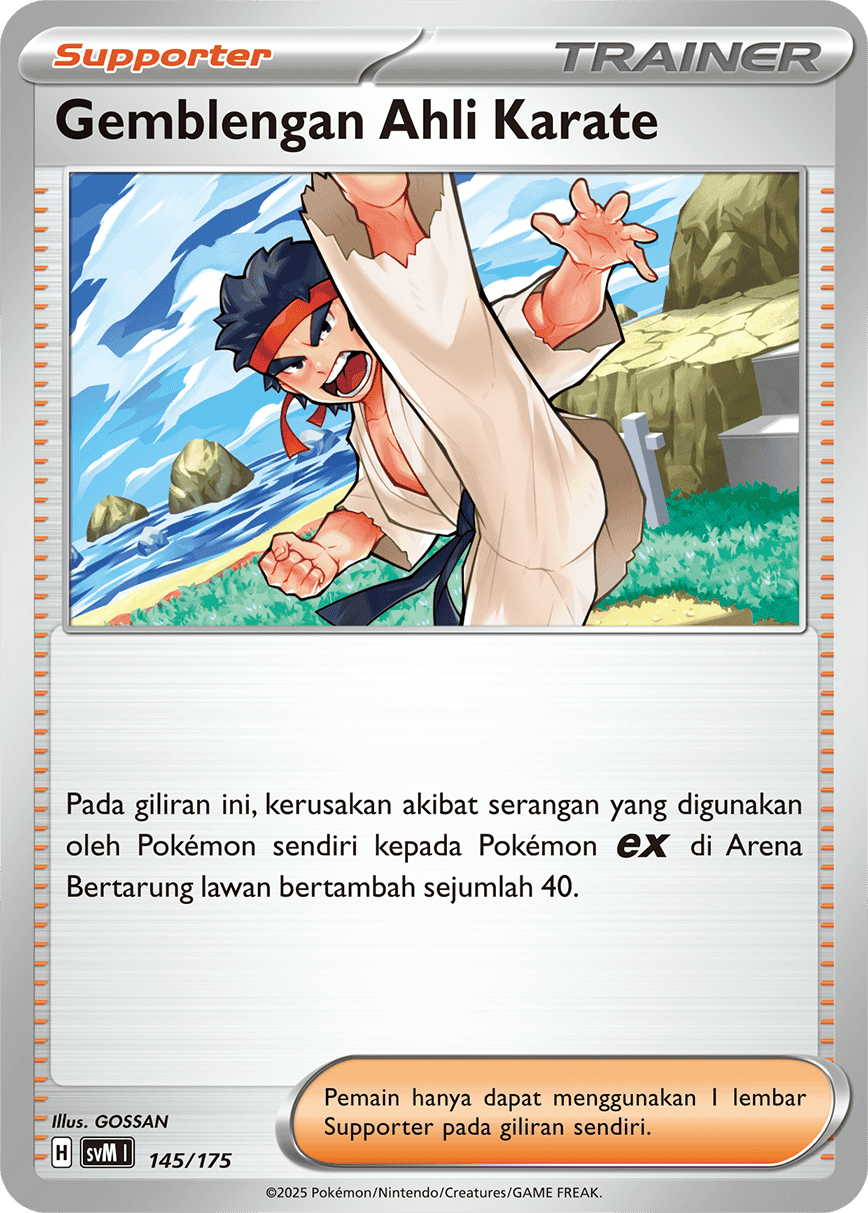 Supporter
TRAINER
Gemblengan Ahli Karate
Pada giliran ini, kerusakan akibat serangan yang digunakan
oleh Pokémon sendiri kepada Pokémon ex di Arena
Bertarung lawan bertambah sejumlah 40.
Pemain hanya dapat menggunakan 1 lembar
Supporter pada giliran sendiri.
Illus. GOSSAN
H svM I 145/175
©2025 Pokémon/Nintendo/Creatures/GAME FREAK.